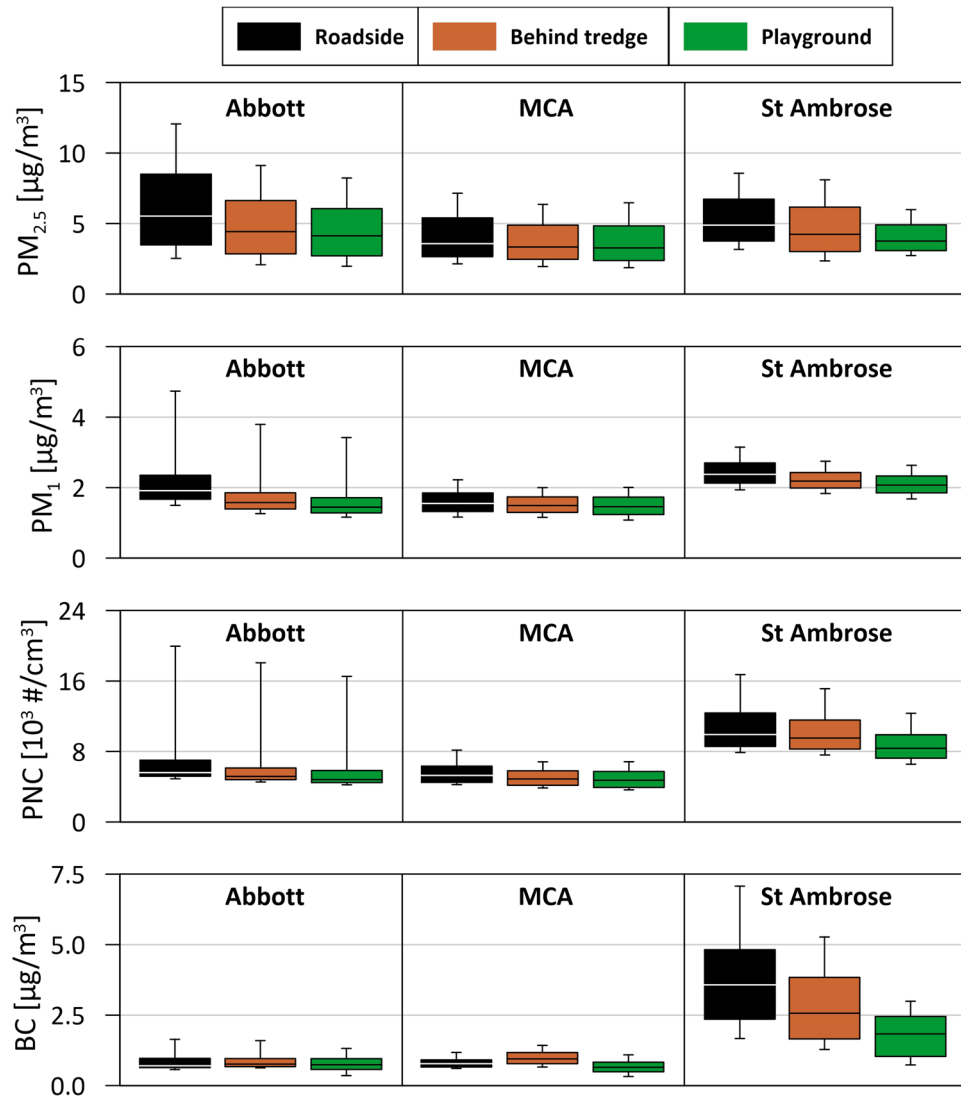 Roadside Behind tredge Playground
PM2.5 [µg/m³]
15
10
5
0
Abbott MCA St Ambrose
PM1 [µg/m³]
6
4
2
0
Abbott MCA St Ambrose
PNC [10³ #/cm³]
24
16
8
0
Abbott MCA St Ambrose
BC [µg/m³]
7.5
5.0
2.5
0.0
Abbott MCA St Ambrose